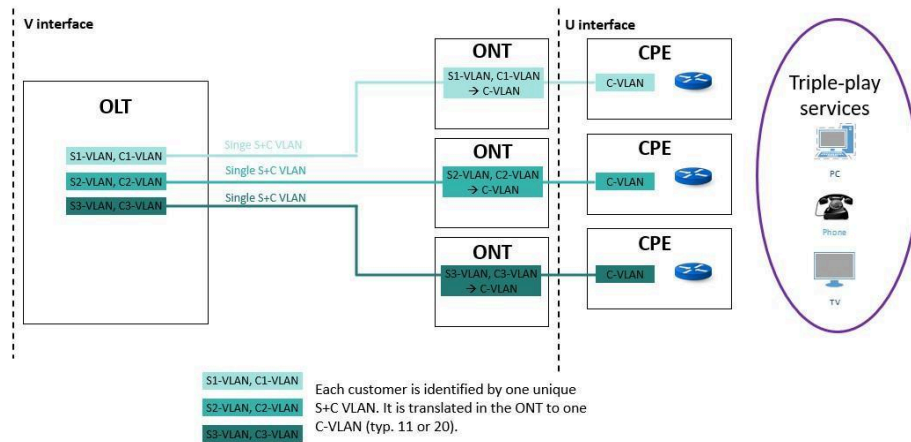 V interface
U interface
OLT
S1-VLAN, C1-VLAN
S2-VLAN, C2-VLAN
S3-VLAN, C3-VLAN
Singe S+C VLAN
Single S+C VLAN
Single S+C VLAN
ONT
S1-VLAN, C1-VLAN
→ C-VLAN
ONT
S2-VLAN, C2-VLAN
→ C-VLAN
ONT
S3-VLAN, C3-VLAN
→ C-VLAN
CPE
C-VLAN
CPE
C-VLAN
CPE
C-VLAN
Triple-play
services
PC
Phone
TV
S1-VLAN, C1-VLAN
S2-VLAN, C2-VLAN
S3-VLAN, C3-VLAN
Each customer is identified by one unique
S+C VLAN. It is translated in the ONT to one
C-VLAN (typ. 11 or 20).